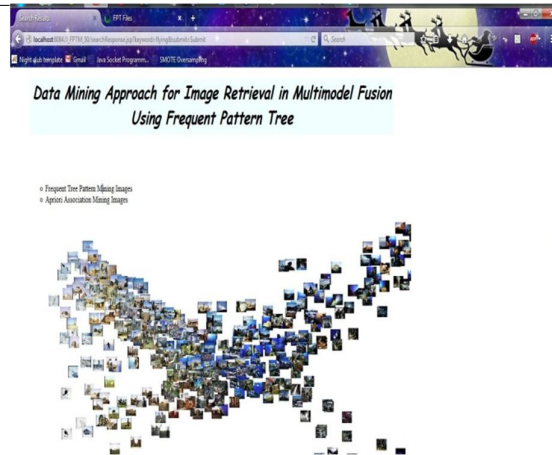 Search Results x FPT Files x +
localhost
Search
Night club template Gmail Java Socket Programm... SMOTE Oversampling
Data Mining Approach for Image Retrieval in Multimodel Fusion
Using Frequent Pattern Tree
Frequent Tree Pattern Mining Images
Apriori Association Mining Images